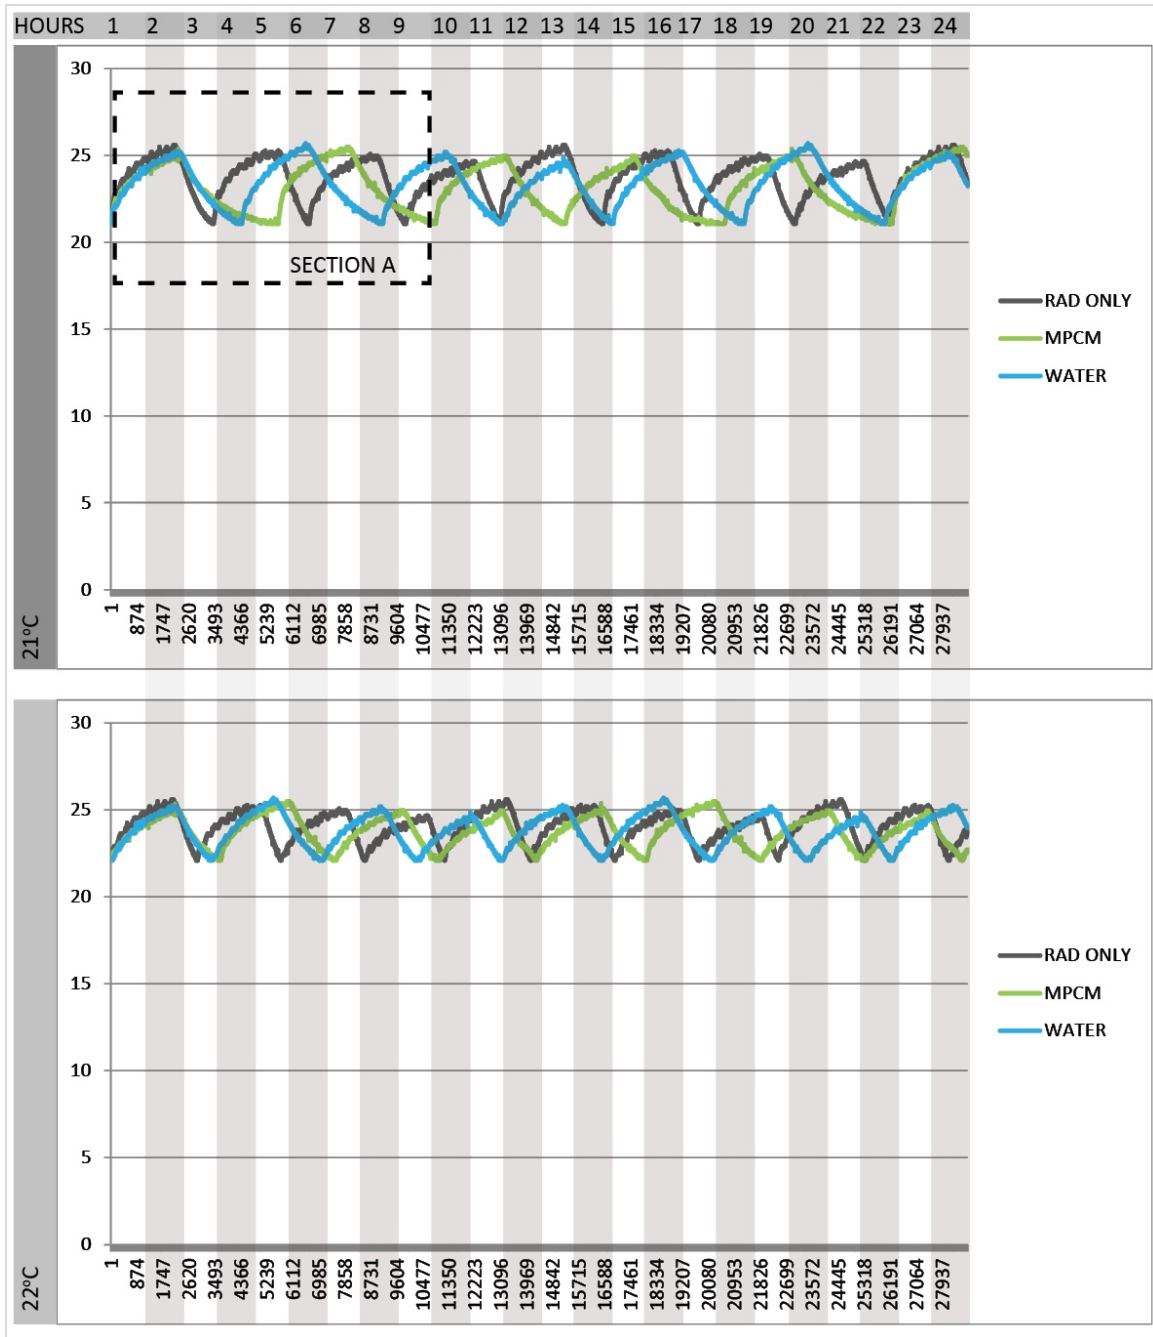 HOURS 1 2 3 4 5 6 7 8 9 10 11 12 13 14 15 16 17 18 19 20 21 22 23 24
30
25
20
SECTION A
15
10
5
0
RAD ONLY
MPCM
WATER
1 874 1747 2620 3493 4366 5239 6112 6985 7858 8731 9604 10477 11350 12223 13096 13969 14842 15715 16588 17461 18334 19207 20080 20953 21826 22699 23572 24445 25318 26191 27064 27937
21°C
30
25
20
15
10
5
0
RAD ONLY
MPCM
WATER
1 874 1747 2620 3493 4366 5239 6112 6985 7858 8731 9604 10477 11350 12223 13096 13969 14842 15715 16588 17461 18334 19207 20080 20953 21826 22699 23572 24445 25318 26191 27064 27937
22°C